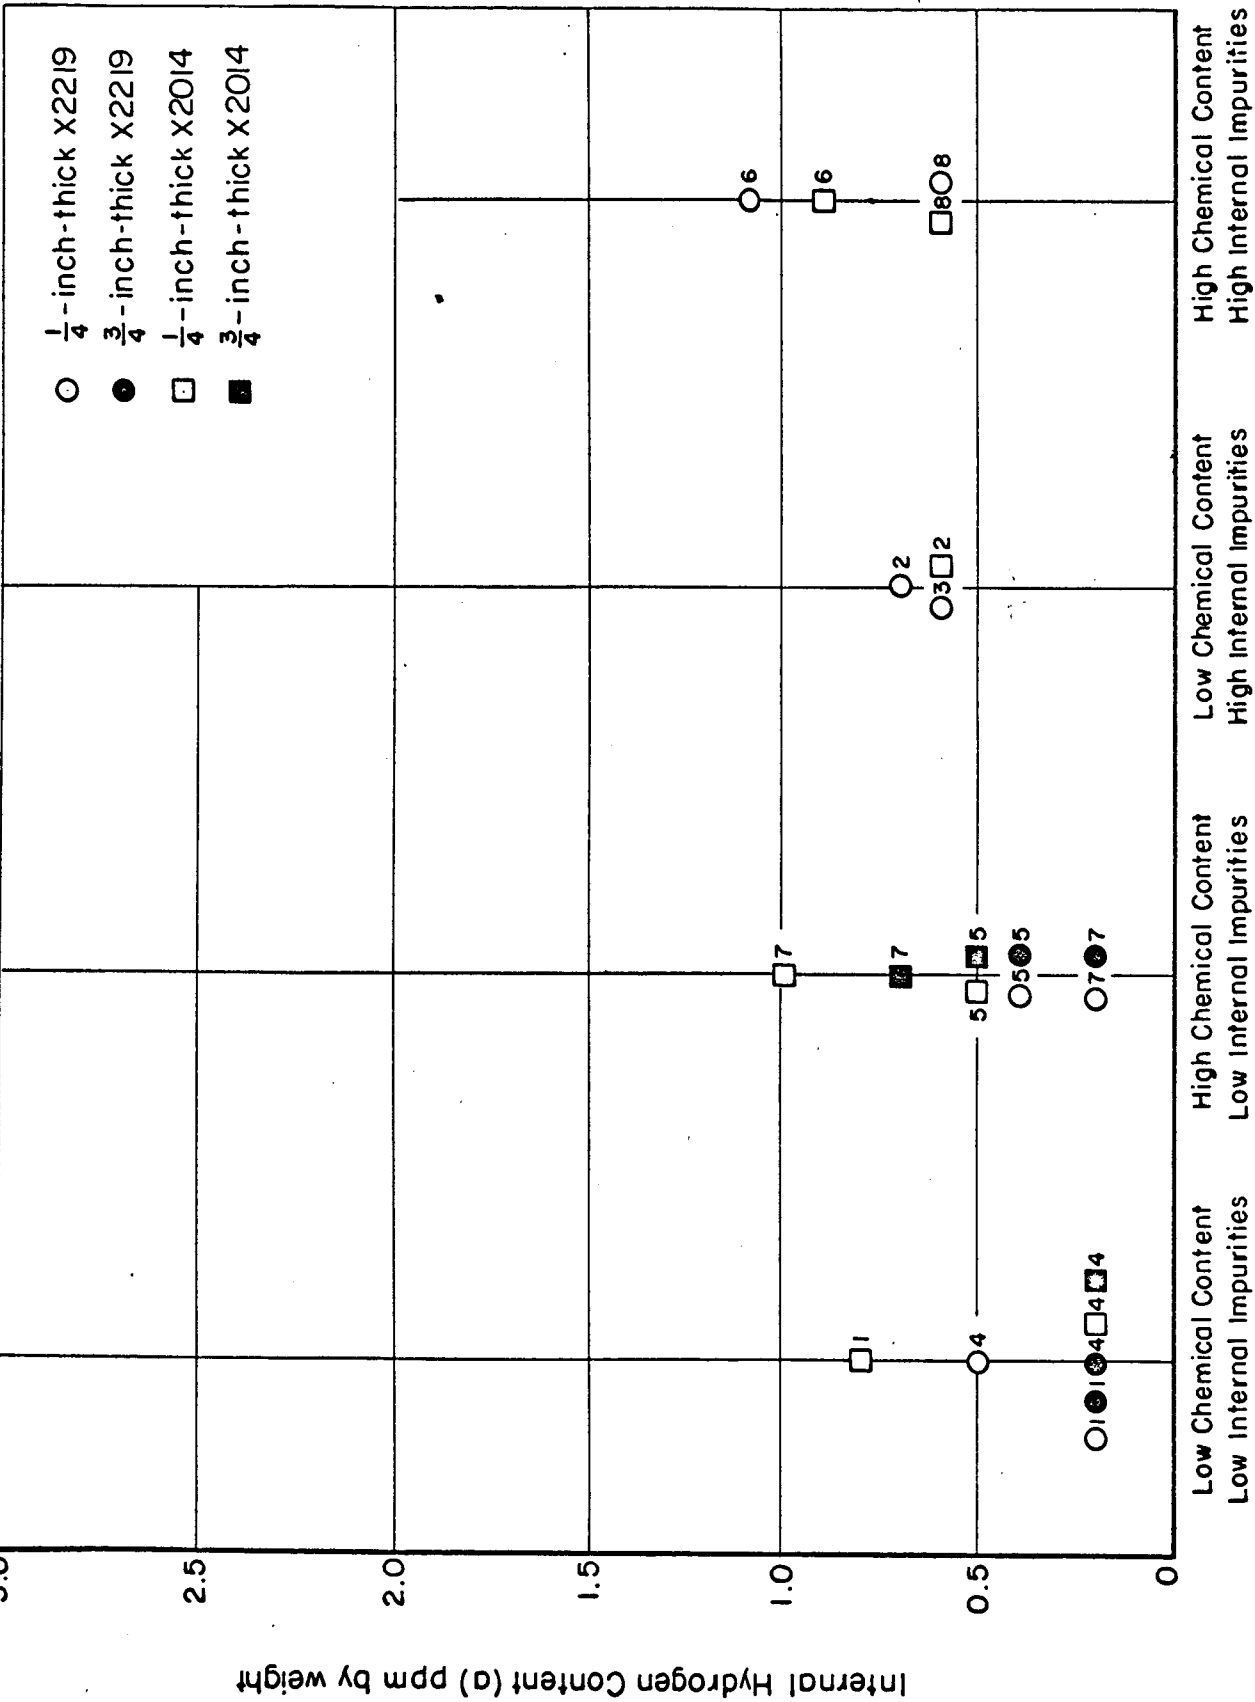 3.0
2.5
2.0
1.5
1.0
0.5
0
Internal Hydrogen Content (a) ppm by weight
1/4-inch-thick X2219
3/4-inch-thick X2219
1/4-inch-thick X2014
3/4-inch-thick X2014
1
4
1 1 4 4 4
7
7
5 5
5 5
7 7
2
3 2
6
6
8 8
Low Chemical Content
Low Internal Impurities
High Chemical Content
Low Internal Impurities
Low Chemical Content
High Internal Impurities
High Chemical Content
High Internal Impurities